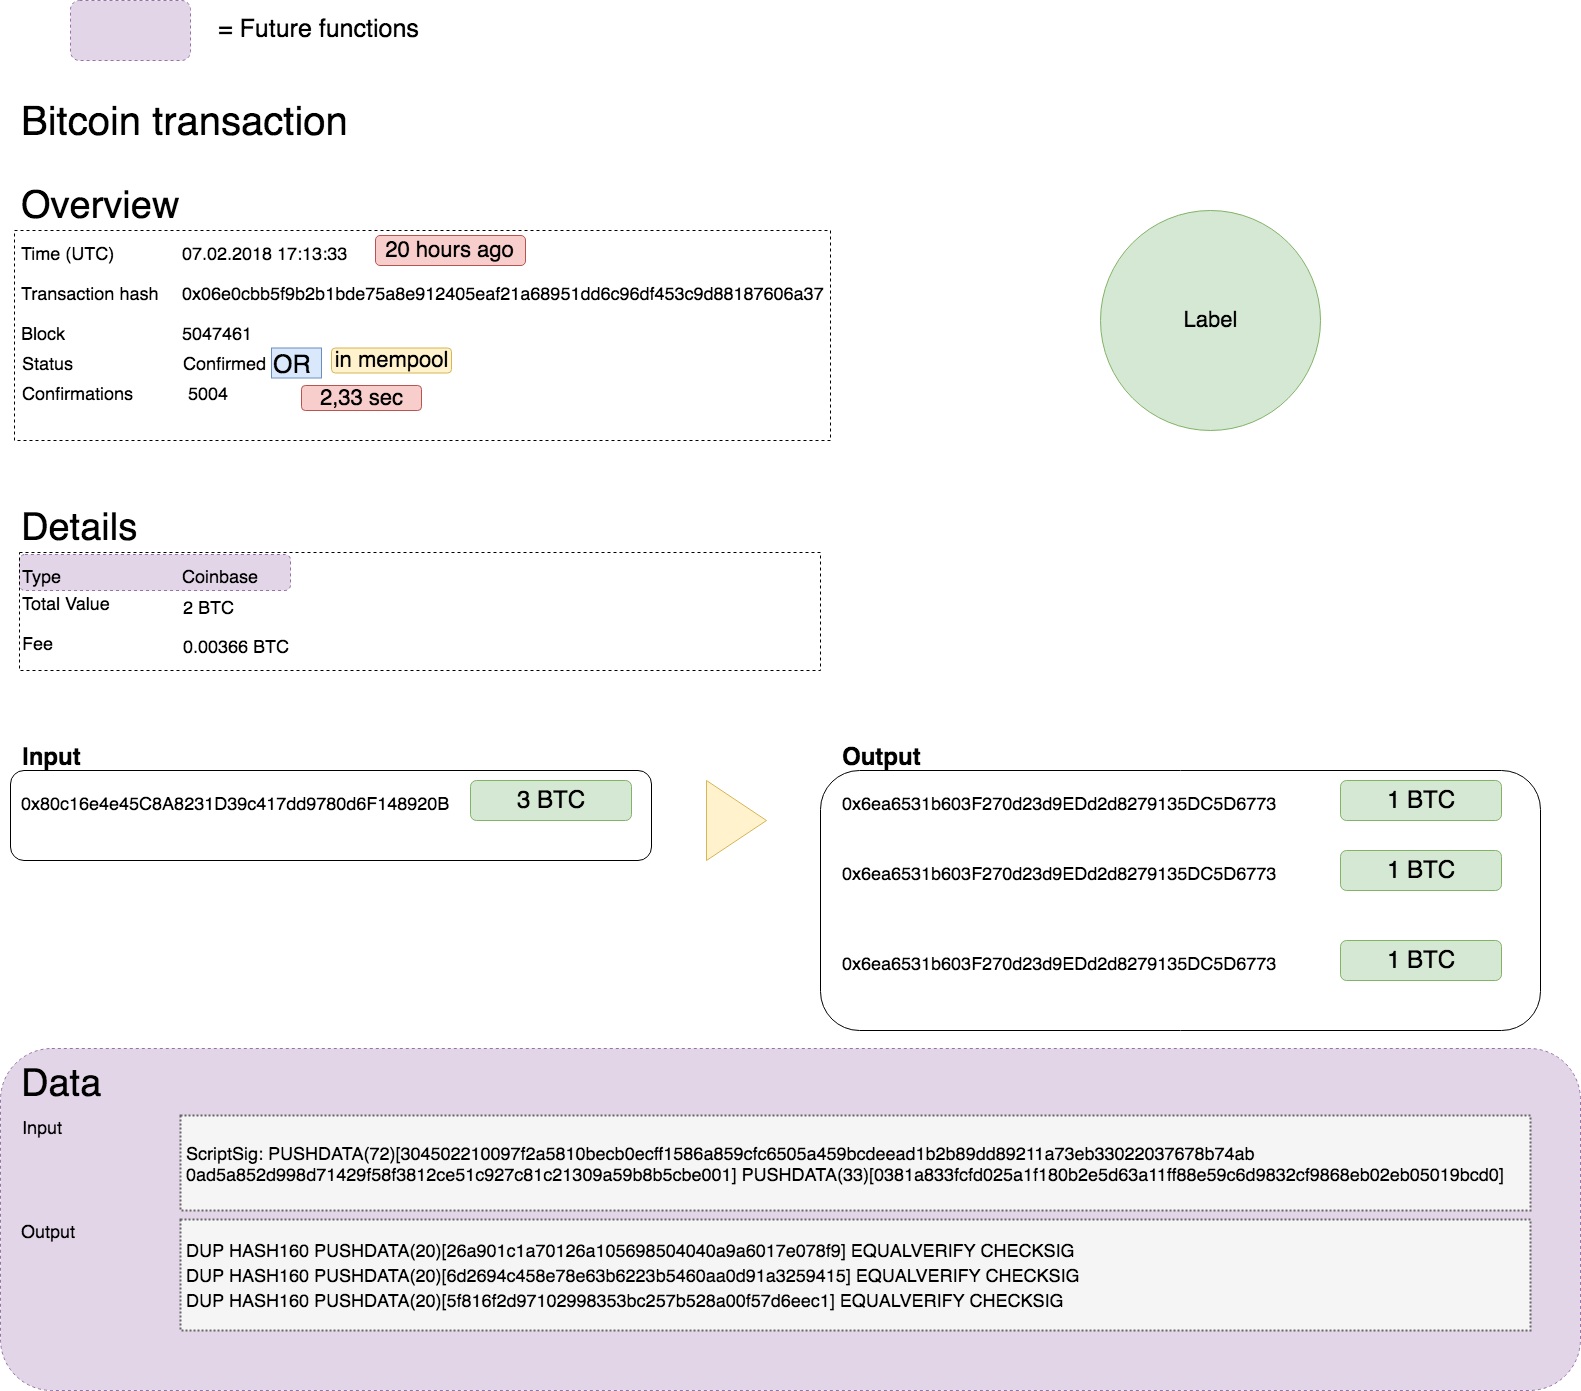 = Future functions
Bitcoin transaction
Overview
Time (UTC) 07.02.2018 17:13:33 20 hours ago
Transaction hash 0x06e0cbb5f9b2b1bde75a8e912405eaf21a68951dd6c96df453c9d88187606a37
Block 5047461
Status Confirmed OR in mempool
Confirmations 5004 2,33 sec
Label
Details
Type Coinbase
Total Value 2 BTC
Fee 0.00366 BTC
Input
0x80c16e4e45C8A8231D39c417dd9780d6F148920B 3 BTC
Output
0x6ea6531b603F270d23d9EDd2d8279135DC5D6773 1 BTC
0x6ea6531b603F270d23d9EDd2d8279135DC5D6773 1 BTC
0x6ea6531b603F270d23d9EDd2d8279135DC5D6773 1 BTC
Data
Input
ScriptSig: PUSHDATA(72)[304502210097f2a5810becb0ecff1586a859cfc6505a459bcdeead1b2b89dd89211a73eb33022037678b74ab
0ad5a852d998d71429f58f3812ce51c927c81c21309a59b8b5cbe001] PUSHDATA(33)[0381a833fcfd025a1f180b2e5d63a11ff88e59c6d9832cf9868eb02eb05019bcd0]
Output
DUP HASH160 PUSHDATA(20)[26a901c1a70126a105698504040a9a6017e078f9] EQUALVERIFY CHECKSIG
DUP HASH160 PUSHDATA(20)[6d2694c458e78e63b6223b5460aa0d91a3259415] EQUALVERIFY CHECKSIG
DUP HASH160 PUSHDATA(20)[5f816f2d97102998353bc257b528a00f57d6eec1] EQUALVERIFY CHECKSIG